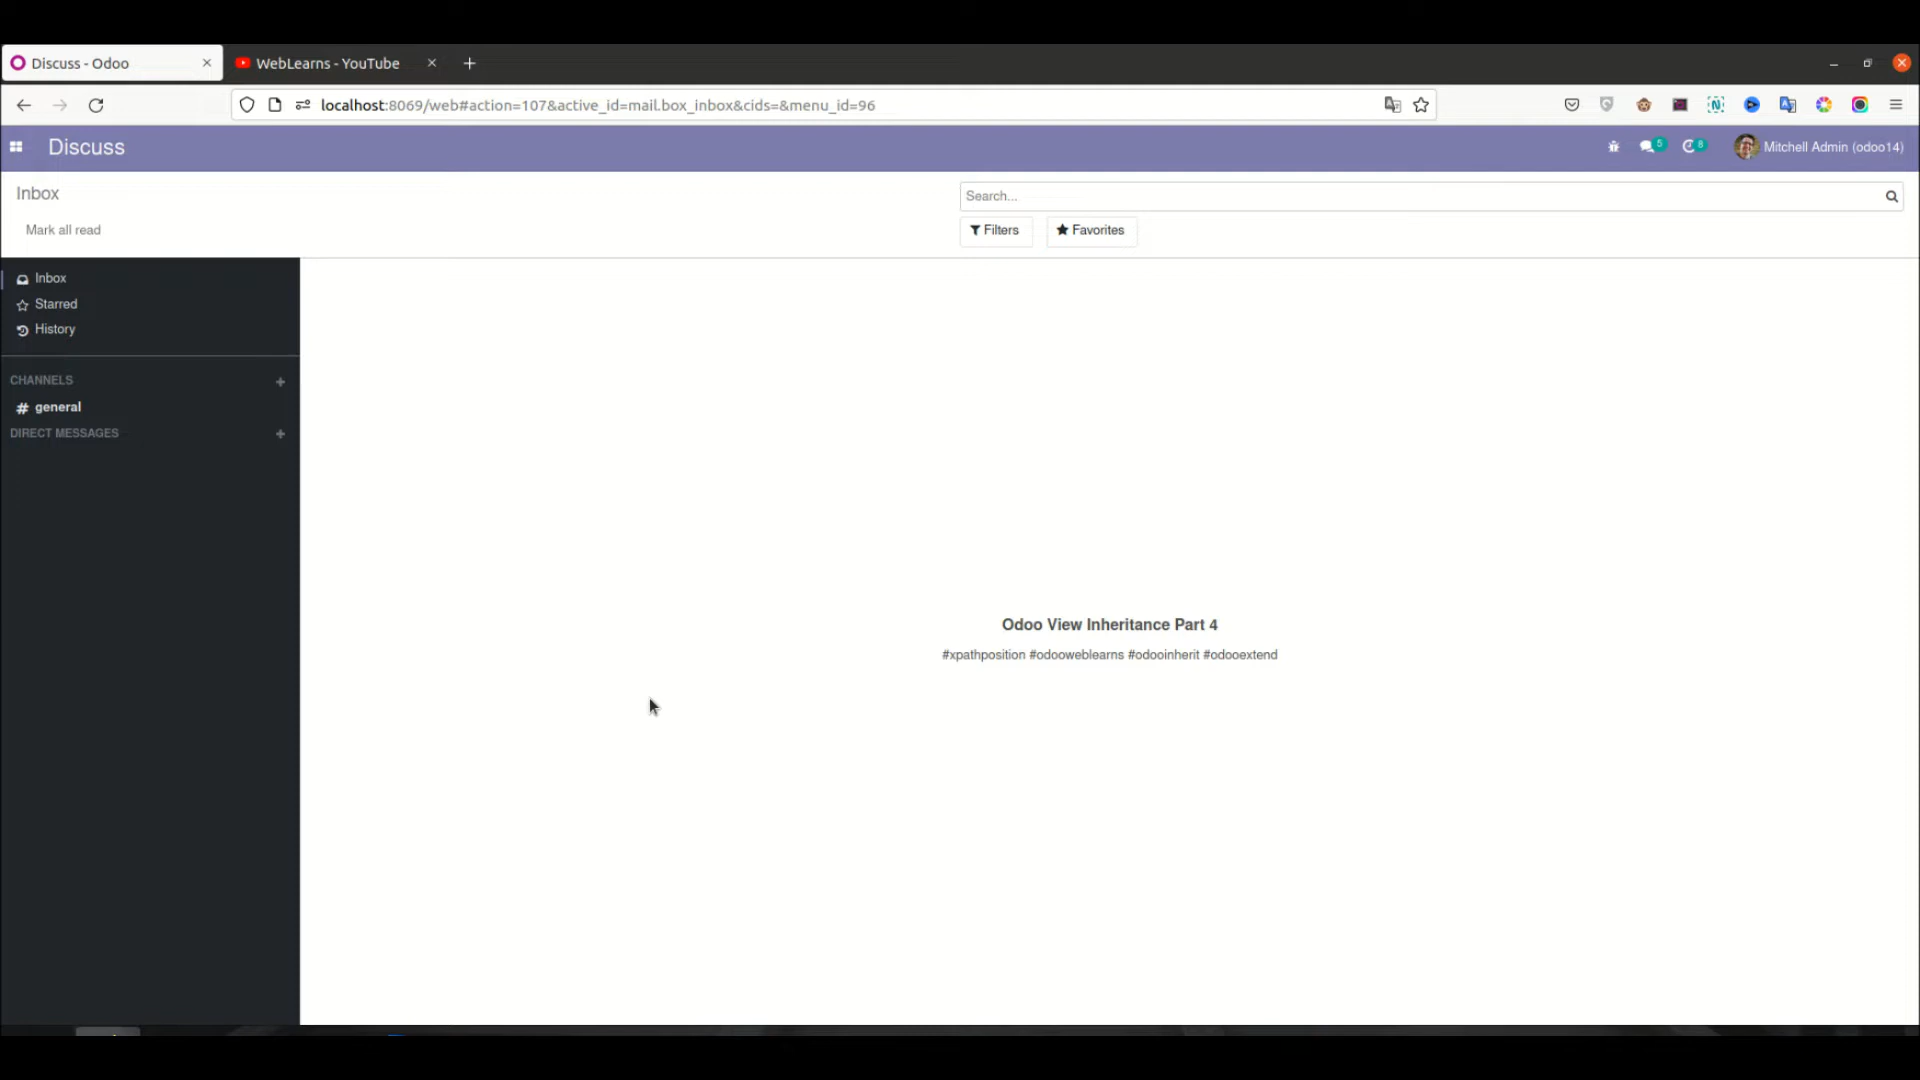 Discuss - Odoo
WebLearns - YouTube
localhost:8069/web#action=107&active_id=mail.box_inbox&cids=&menu_id=96
Discuss
5
8
Mitchell Admin (odoo14)
Inbox
Search...
Mark all read
Filters
Favorites
Inbox
Starred
History
CHANNELS
+
# general
DIRECT MESSAGES
+
Odoo View Inheritance Part 4
#xpathposition #odooweblearns #odooinherit #odooextend